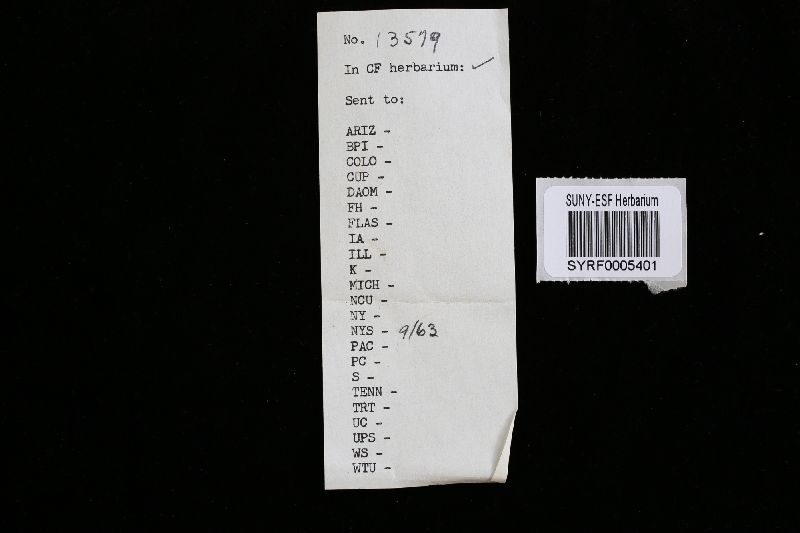 No. 13579
In CF herbarium: ✓
Sent to:
ARIZ -
BPI -
COLO -
CUP -
DAOM -
FH -
FLAS -
IA -
ILL -
K -
MICH -
NCU -
NY -
NYS - 9/63
PAC -
PC -
S -
TENN -
TRT -
UC -
UPS -
WS -
WTU -
SUNY-ESF Herbarium
SYRF0005401